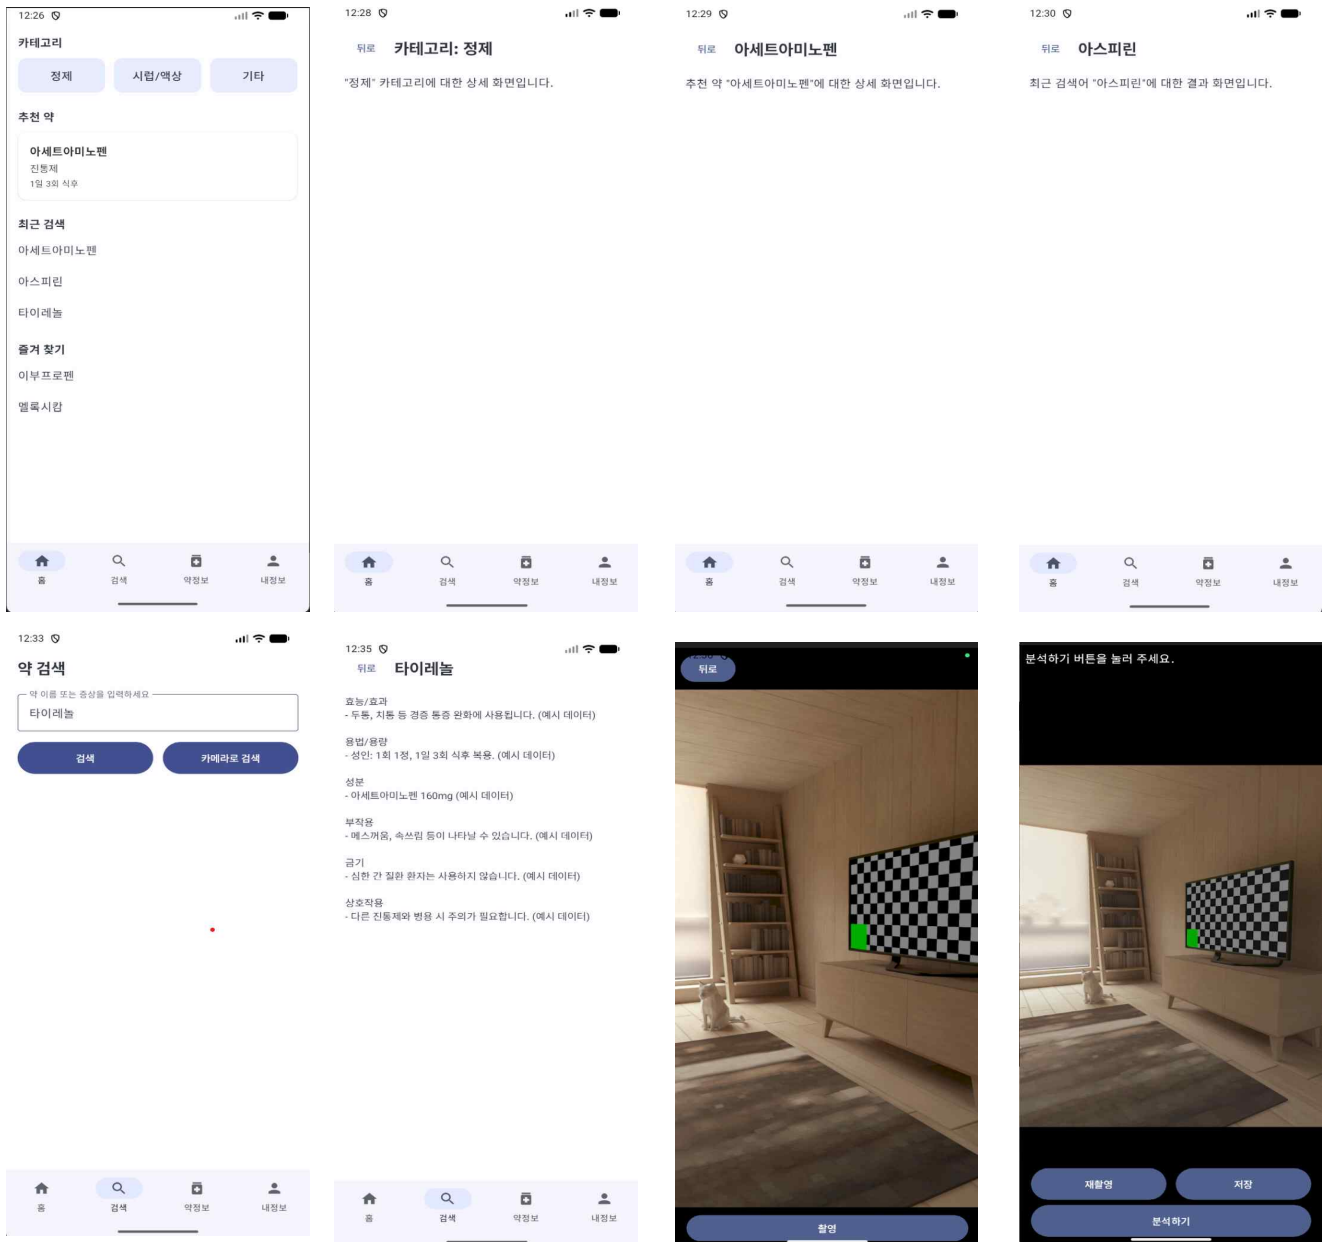 12:26
카테고리
정제
시럽/액상
기타
추천 약
아세트아미노펜
진통제
1일 3회 식후
최근 검색
아세트아미노펜
아스피린
타이레놀
즐겨 찾기
이부프로펜
멜록시캄
홈
검색
약정보
내정보
12:28
뒤로
카테고리: 정제
"정제" 카테고리에 대한 상세 화면입니다.
홈
검색
약정보
내정보
12:29
뒤로
아세트아미노펜
추천 약 "아세트아미노펜"에 대한 상세 화면입니다.
홈
검색
약정보
내정보
12:30
뒤로
아스피린
최근 검색어 "아스피린"에 대한 결과 화면입니다.
홈
검색
약정보
내정보
12:33
약 검색
약 이름 또는 증상을 입력하세요
타이레놀
검색
카메라로 검색
홈
검색
약정보
내정보
12:35
뒤로
타이레놀
효능/효과
- 두통, 치통 등 경증 통증 완화에 사용됩니다. (예시 데이터)
용법/용량
- 성인: 1회 1정, 1일 3회 식후 복용. (예시 데이터)
성분
- 아세트아미노펜 160mg (예시 데이터)
부작용
- 메스꺼움, 속쓰림 등이 나타날 수 있습니다. (예시 데이터)
금기
- 심한 간 질환 환자는 사용하지 않습니다. (예시 데이터)
상호작용
- 다른 진통제와 병용 시 주의가 필요합니다. (예시 데이터)
홈
검색
약정보
내정보
뒤로
촬영
분석하기 버튼을 눌러 주세요.
재촬영
저장
분석하기